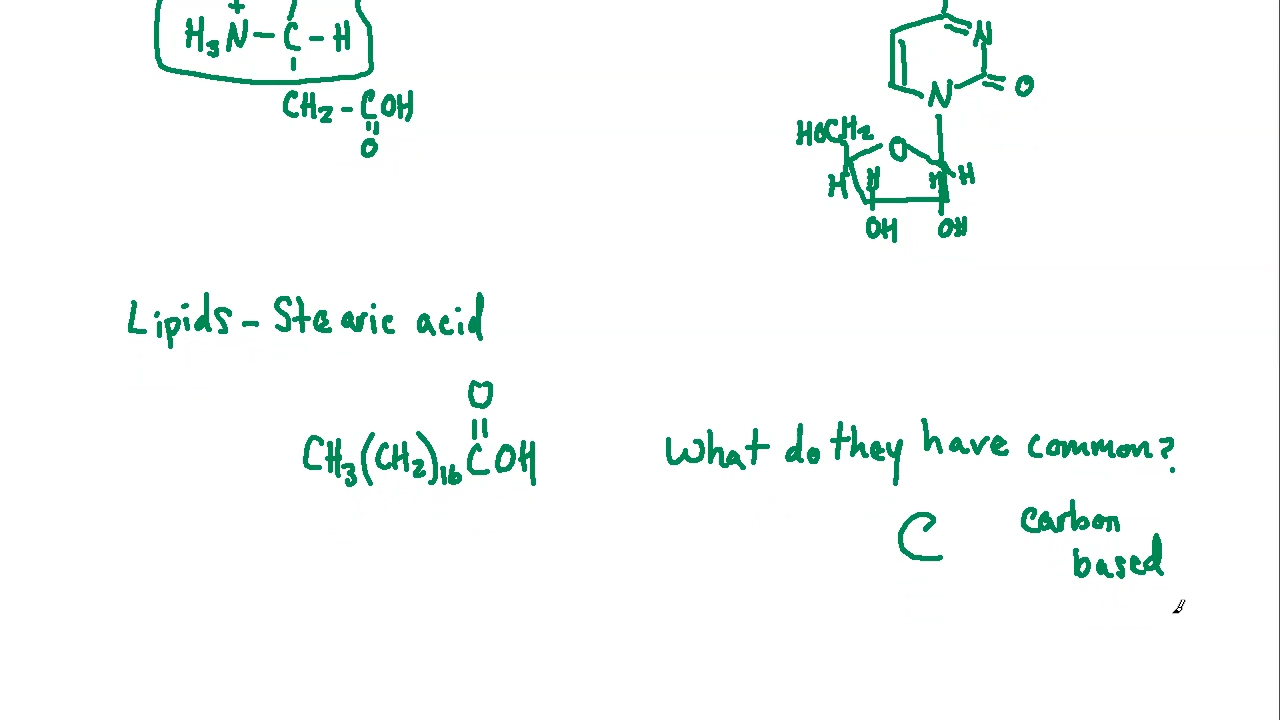 +
H₃N-C-H
CH₂-COH
O
N
N
O
HOCH₂
O
H
H
H
H
OH
OH
Lipids - Stearic acid
O
CH₃(CH₂)₁₆COH
What do they have common?
C
carbon
based